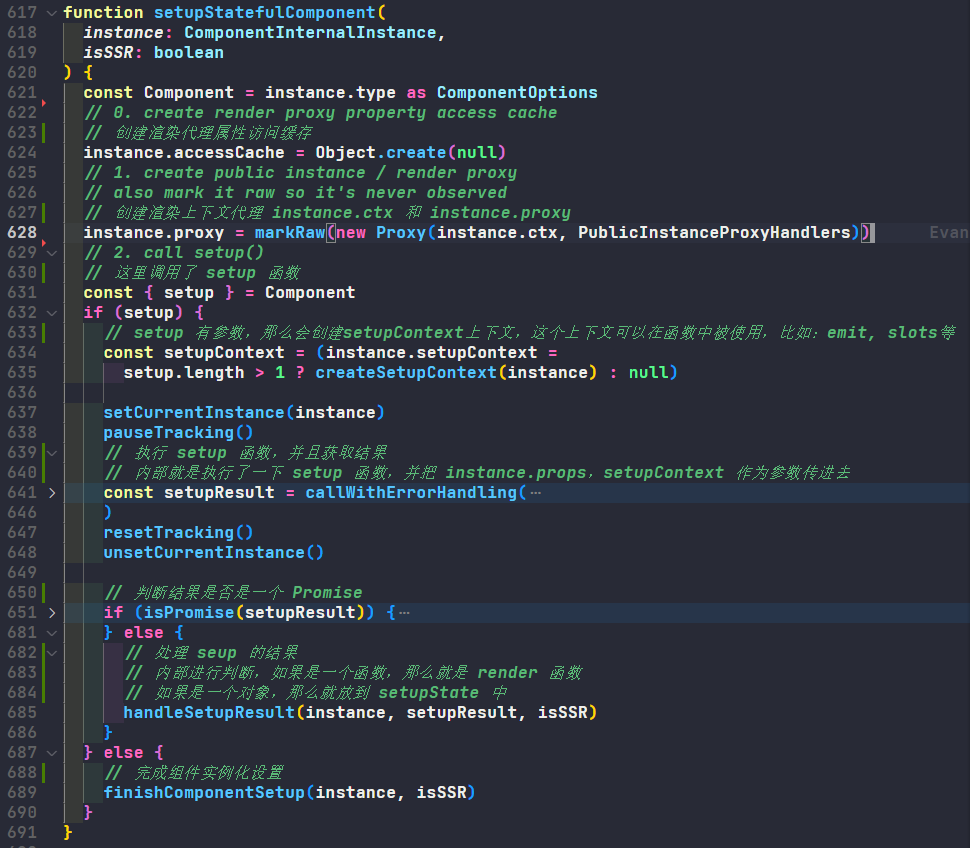 617 function setupStatefulComponent(
618 instance: ComponentInternalInstance,
619 isSSR: boolean
620 ) {
621 const Component = instance.type as ComponentOptions
622 // 0. create render proxy property access cache
623 // 创建渲染代理属性访问缓存
624 instance.accessCache = Object.create(null)
625 // 1. create public instance / render proxy
626 // also mark it raw so it's never observed
627 // 创建渲染上下文代理 instance.ctx 和 instance.proxy
628 instance.proxy = markRaw(new Proxy(instance.ctx, PublicInstanceProxyHandlers)) Evan
629 // 2. call setup()
630 // 这里调用了 setup 函数
631 const { setup } = Component
632 if (setup) {
633 // setup 有参数，那么会创建setupContext上下文，这个上下文可以在函数中被使用，比如：emit, slots等
634 const setupContext = (instance.setupContext =
635 setup.length > 1 ? createSetupContext(instance) : null)
636
637 setCurrentInstance(instance)
638 pauseTracking()
639 // 执行 setup 函数，并且获取结果
640 // 内部就是执行了一下 setup 函数，并把 instance.props，setupContext 作为参数传进去
641 const setupResult = callWithErrorHandling(⋯
646 )
647 resetTracking()
648 unsetCurrentInstance()
649
650 // 判断结果是否是一个 Promise
651 if (isPromise(setupResult)) {⋯
681 } else {
682 // 处理 seup 的结果
683 // 内部进行判断，如果是一个函数，那么就是 render 函数
684 // 如果是一个对象，那么就放到 setupState 中
685 handleSetupResult(instance, setupResult, isSSR)
686 }
687 } else {
688 // 完成组件实例化设置
689 finishComponentSetup(instance, isSSR)
690 }
691 }